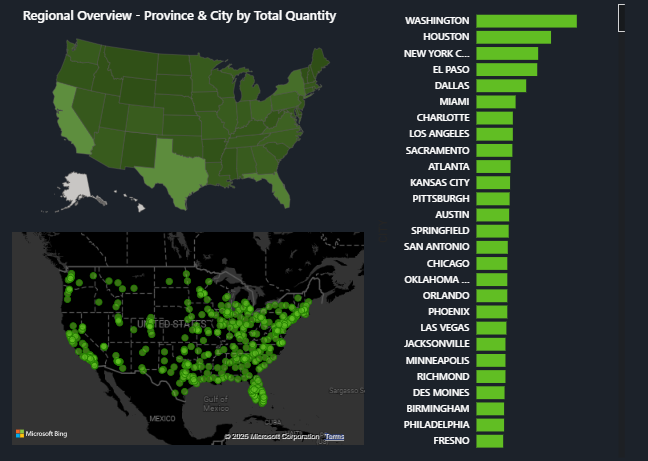 Regional Overview - Province & City by Total Quantity
WASHINGTON
HOUSTON
NEW YORK C...
EL PASO
DALLAS
MIAMI
CHARLOTTE
LOS ANGELES
SACRAMENTO
ATLANTA
KANSAS CITY
PITTSBURGH
AUSTIN
SPRINGFIELD
SAN ANTONIO
CHICAGO
OKLAHOMA ...
ORLANDO
PHOENIX
LAS VEGAS
JACKSONVILLE
MINNEAPOLIS
RICHMOND
DES MOINES
BIRMINGHAM
PHILADELPHIA
FRESNO
UNITED STATES
Gulf of
Mexico
Sargasso S
MEXICO
CUBA
Microsoft Bing
© 2025 Microsoft Corporation Terms